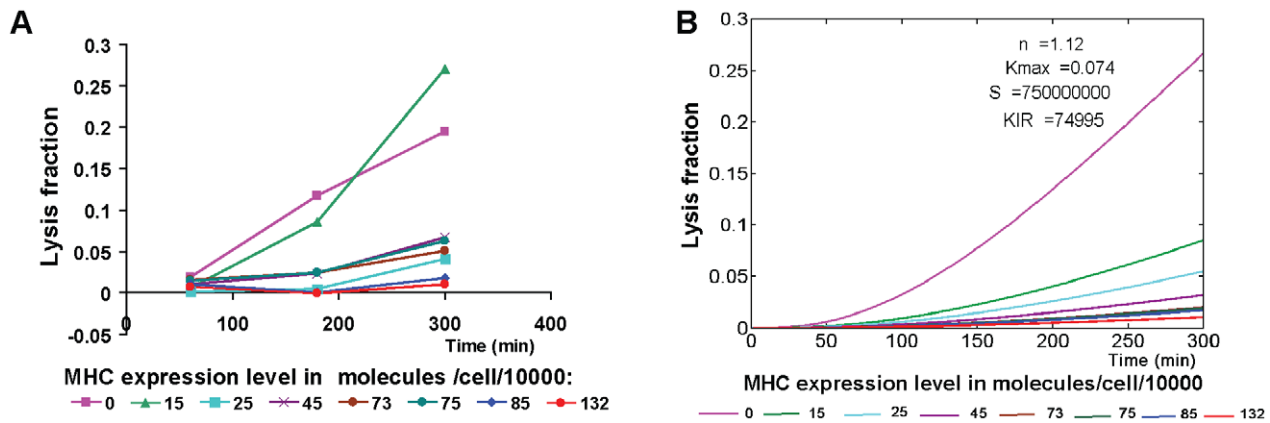 A
0.3
0.25
0.2
0.15
0.1
0.05
0
-0.05
Lysis fraction
0 100 200 300 400
Time (min)
MHC expression level in molecules /cell/10000:
0 15 25 45 73 75 85 132
B
0.3
0.25
0.2
0.15
0.1
0.05
0
Lysis fraction
n =1.12
Kmax =0.074
S =750000000
KIR =74995
0 50 100 150 200 250 300
Time (min)
MHC expression level in molecules/cell/10000
0 15 25 45 73 75 85 132